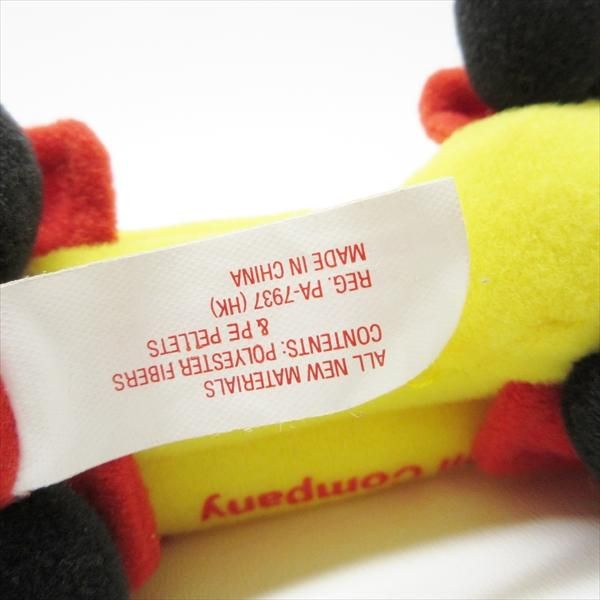 ALL NEW MATERIALS
CONTENTS: POLYESTER FIBERS
& PE PELLETS
REG. PA-7937 (HK)
MADE IN CHINA
Company